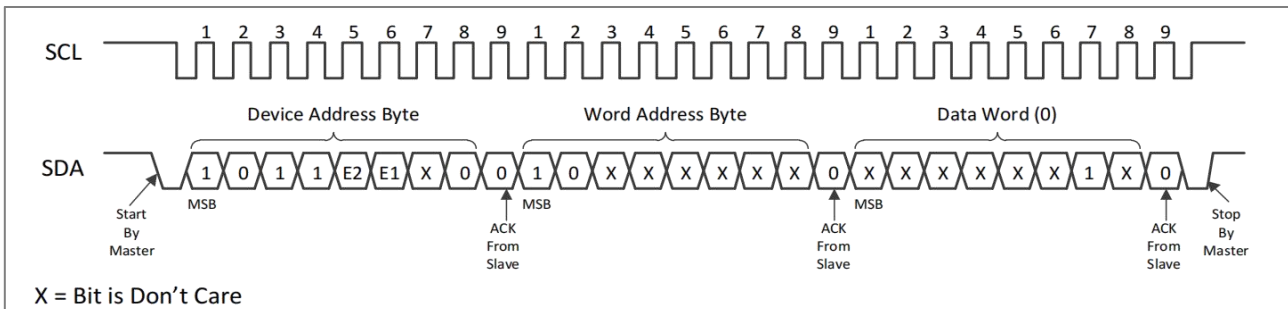 1 2 3 4 5 6 7 8 9 1 2 3 4 5 6 7 8 9 1 2 3 4 5 6 7 8 9
SCL
Device Address Byte Word Address Byte Data Word (0)
SDA 1 0 1 1 E2 E1 X 0 0 1 0 X X X X X X 0 X X X X X X 1 X 0
MSB MSB MSB
Start
By
Master
ACK
From
Slave
ACK
From
Slave
ACK
From
Slave
Stop
By
Master
X = Bit is Don't Care